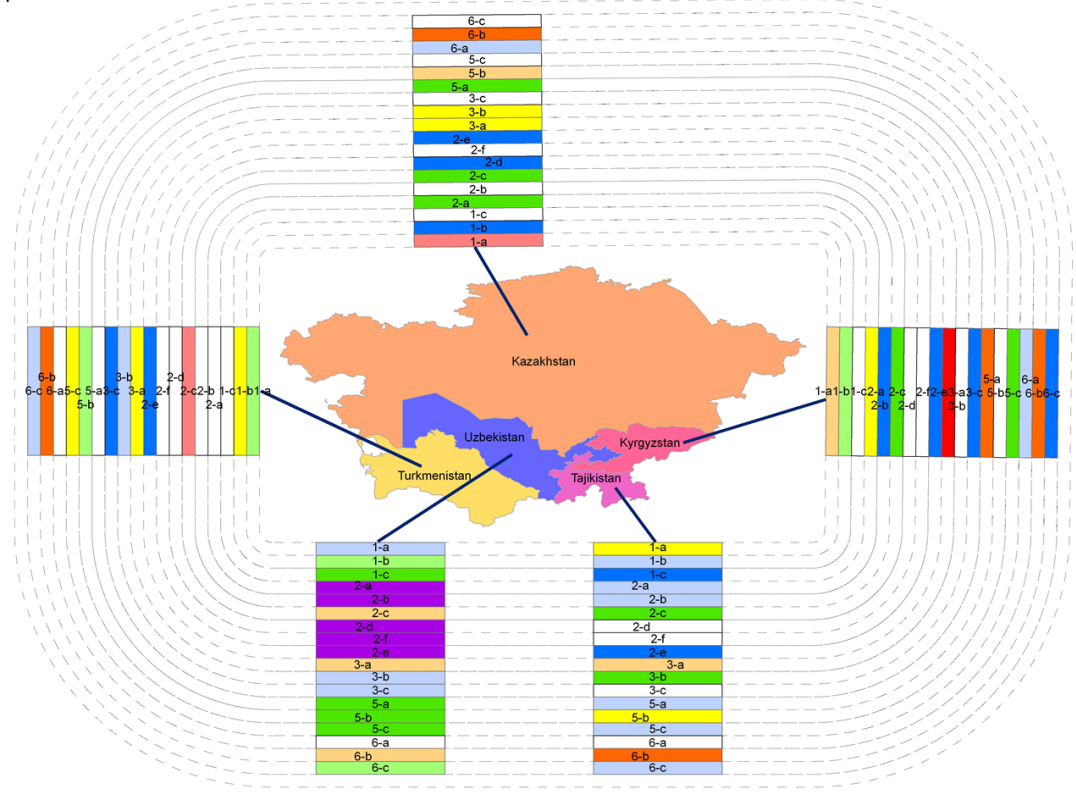 6-c
6-b
6-a
5-c
5-b
5-a
3-c
3-b
3-a
2-e
2-f
2-d
2-c
2-b
2-a
1-c
1-b
1-a
6-c
6-b
6-a
5-c
5-b
5-a
3-c
3-b
3-a
2-e
2-f
2-d
2-c
2-b
2-a
1-c
1-b
1-a
Kazakhstan
Uzbekistan
Kyrgyzstan
Turkmenistan
Tajikistan
1-a
1-b
1-c
2-a
2-b
2-c
2-d
2-f
2-e
3-a
3-b
3-c
5-a
5-b
5-c
6-a
6-b
6-c
1-a
1-b
1-c
2-a
2-b
2-c
2-d
2-f
2-e
3-a
3-b
3-c
5-a
5-b
5-c
6-a
6-b
6-c
1-a
1-b
1-c
2-a
2-b
2-c
2-d
2-f
2-e
3-a
3-b
3-c
5-a
5-b
5-c
6-a
6-b
6-c